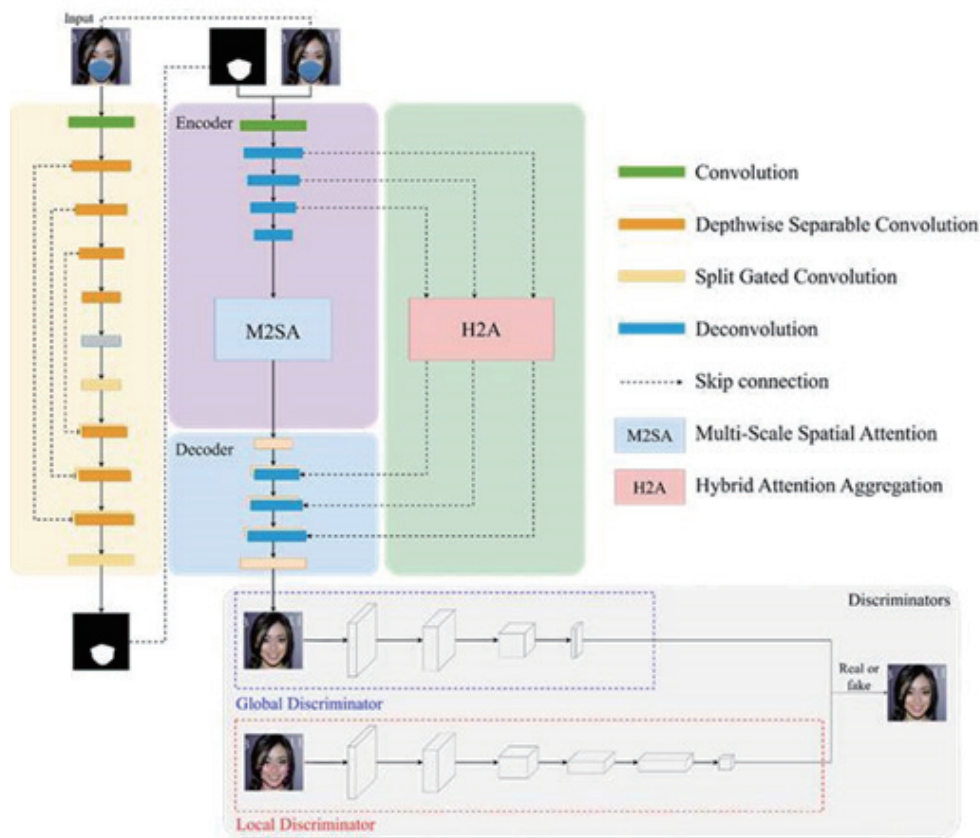 Input
Encoder
M2SA
H2A
Decoder
Convolution
Depthwise Separable Convolution
Split Gated Convolution
Deconvolution
Skip connection
M2SA Multi-Scale Spatial Attention
H2A Hybrid Attention Aggregation
Discriminators
Global Discriminator
Real or
fake
Local Discriminator